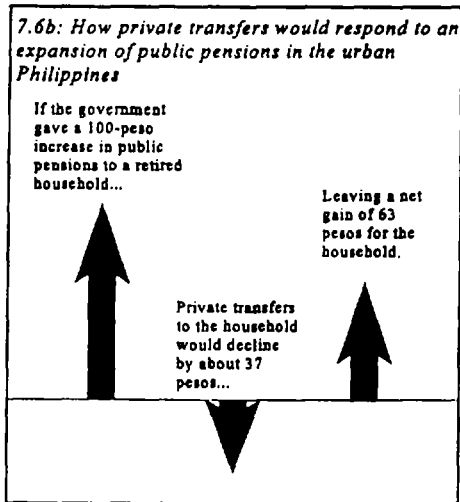 7.6b: How private transfers would respond to an
expansion of public pensions in the urban
Philippines
If the government
gave a 100-peso
increase in public
pensions to a retired
household...
Private transfers
to the household
would decline
by about 37
pesos...
Leaving a net
gain of 63
pesos for the
household.